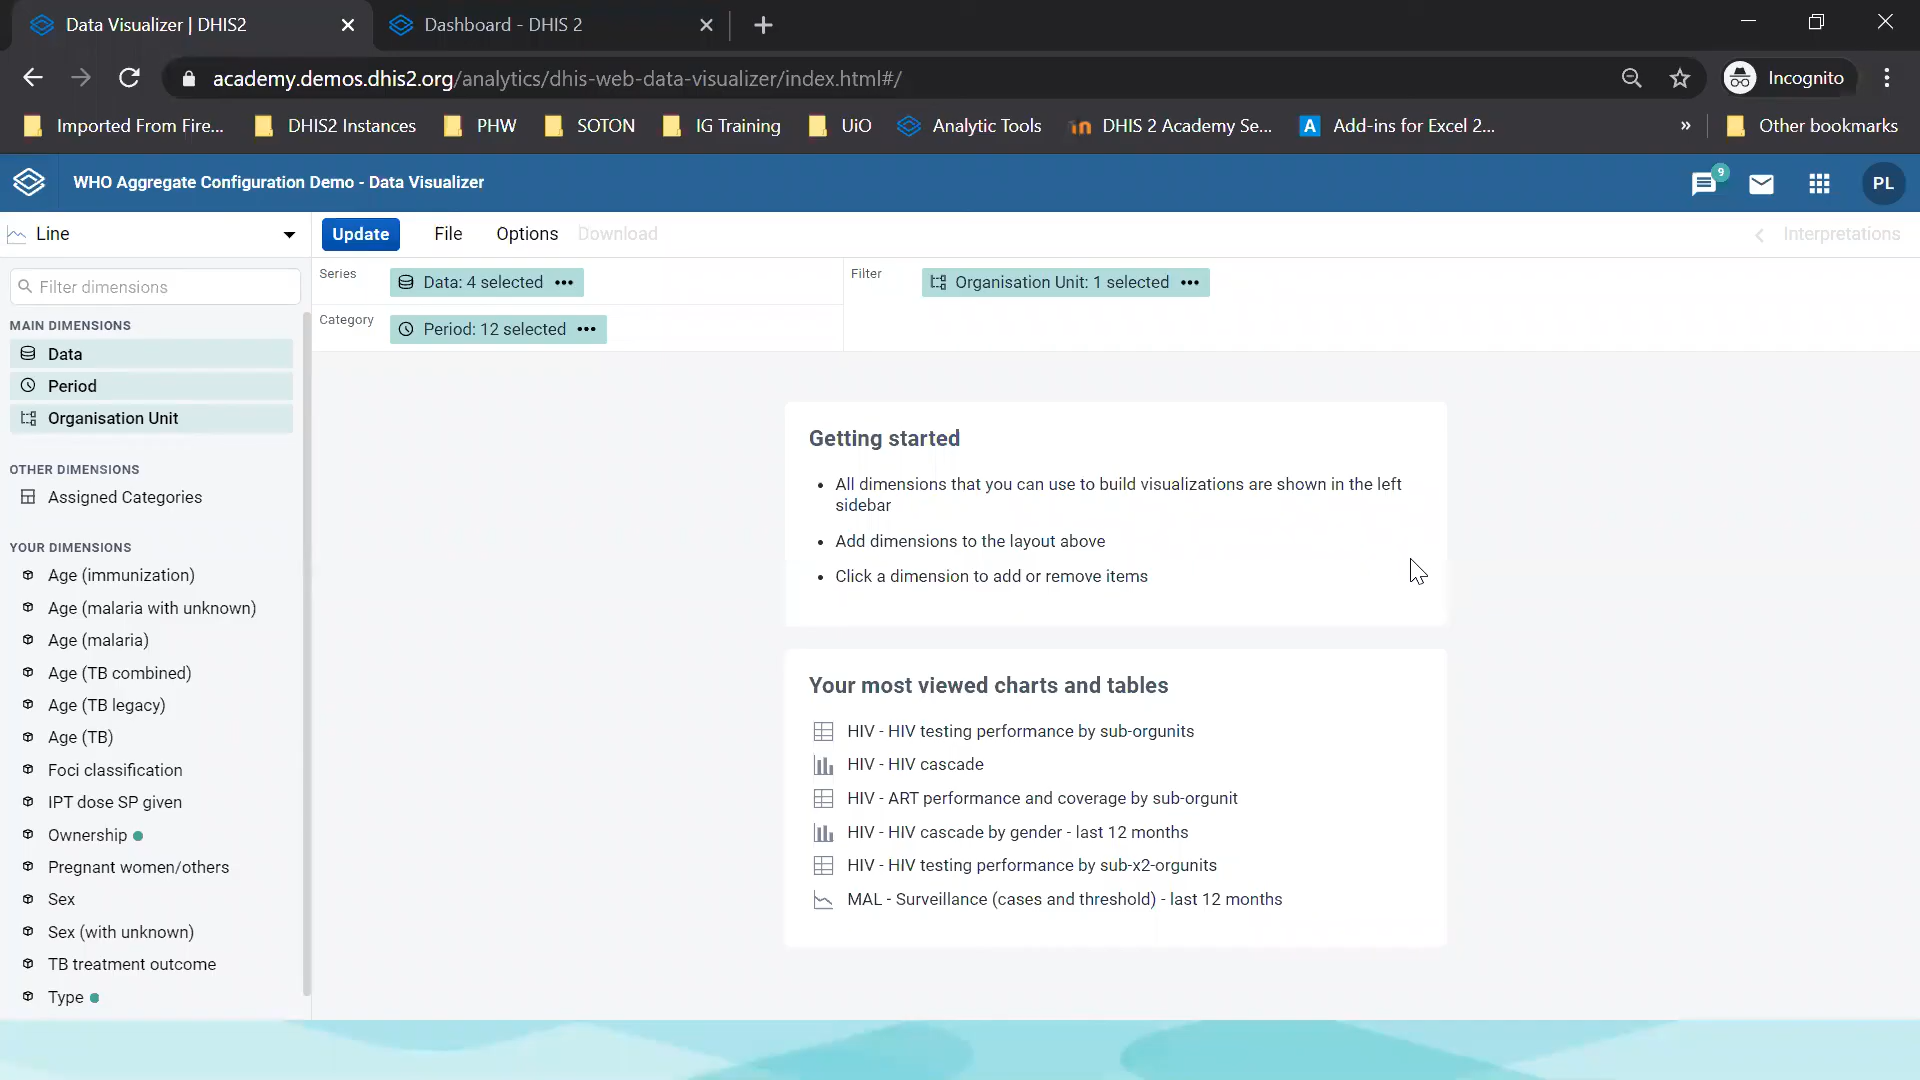 Data Visualizer | DHIS2
Dashboard - DHIS 2
academy.demos.dhis2.org/analytics/dhis-web-data-visualizer/index.html#/
Incognito
Imported From Fire...
DHIS2 Instances
PHW
SOTON
IG Training
UiO
Analytic Tools
DHIS 2 Academy Se...
A
Add-ins for Excel 2...
»
Other bookmarks
WHO Aggregate Configuration Demo - Data Visualizer
9
PL
Line
Update
File
Options
Download
Interpretations
Filter dimensions
Series
Data: 4 selected
Filter
Organisation Unit: 1 selected
Category
Period: 12 selected
MAIN DIMENSIONS
Data
Period
Organisation Unit
OTHER DIMENSIONS
Assigned Categories
YOUR DIMENSIONS
Age (immunization)
Age (malaria with unknown)
Age (malaria)
Age (TB combined)
Age (TB legacy)
Age (TB)
Foci classification
IPT dose SP given
Ownership
Pregnant women/others
Sex
Sex (with unknown)
TB treatment outcome
Type
Getting started
• All dimensions that you can use to build visualizations are shown in the left
sidebar
• Add dimensions to the layout above
• Click a dimension to add or remove items
Your most viewed charts and tables
HIV - HIV testing performance by sub-orgunits
HIV - HIV cascade
HIV - ART performance and coverage by sub-orgunit
HIV - HIV cascade by gender - last 12 months
HIV - HIV testing performance by sub-x2-orgunits
MAL - Surveillance (cases and threshold) - last 12 months